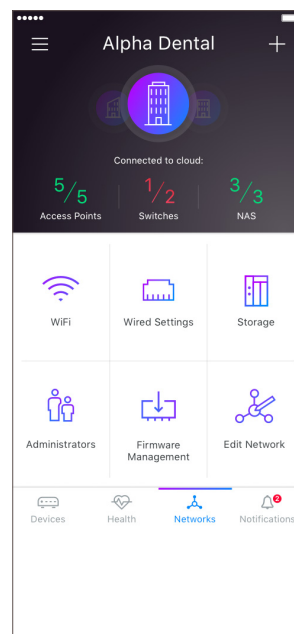 Alpha Dental
Connected to cloud:
5/5 1/2 3/3
Access Points Switches NAS
WiFi Wired Settings Storage
Administrators Firmware Management Edit Network
2
Devices Health Networks Notifications